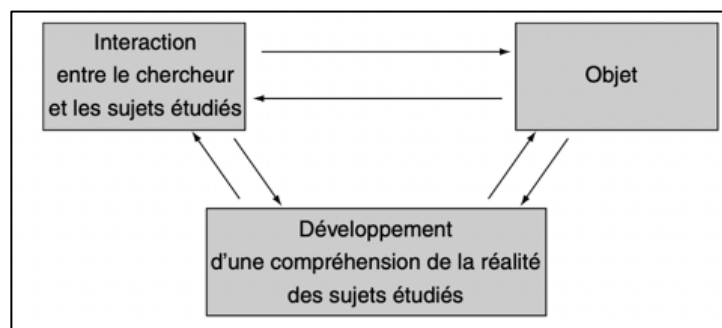 Interaction
entre le chercheur
et les sujets étudiés
Objet
Développement
d'une compréhension de la réalité
des sujets étudiés